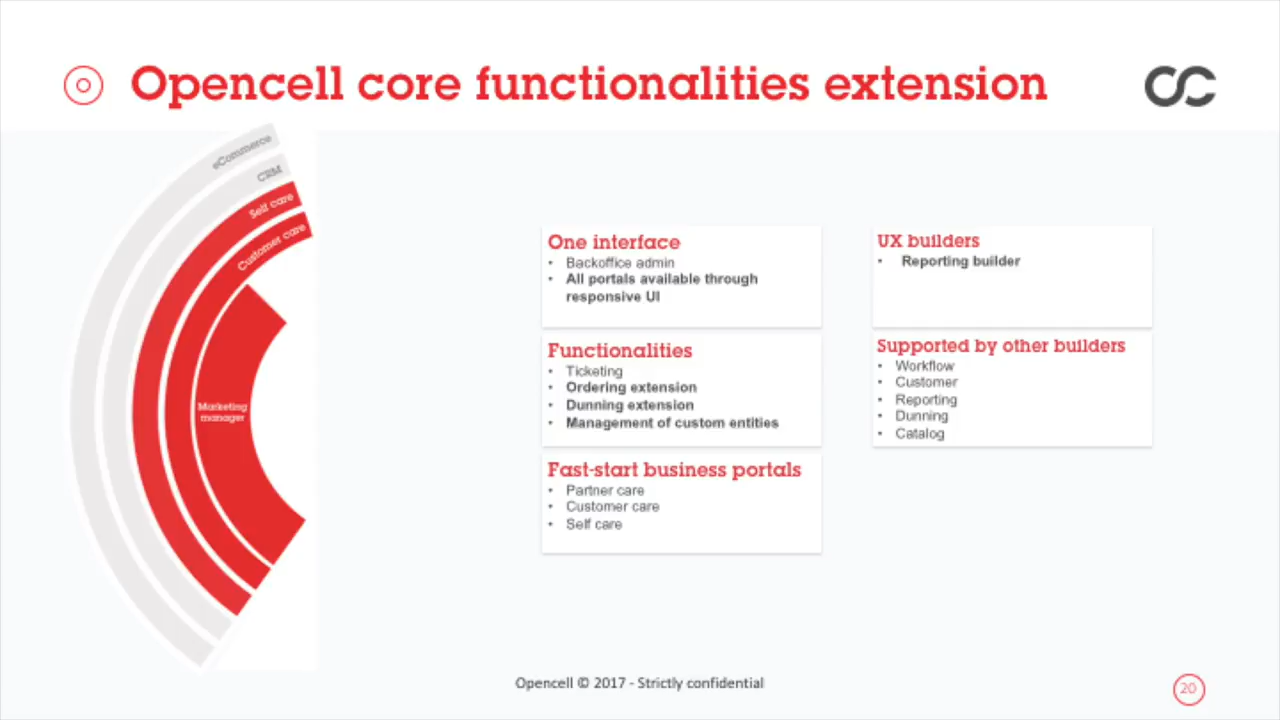 Opencell core functionalities extension
eCommerce
CRM
Self care
Customer care
Marketing
manager
One interface
• Backoffice admin
• All portals available through
responsive UI
Functionalities
• Ticketing
• Ordering extension
• Dunning extension
• Management of custom entities
Fast-start business portals
• Partner care
• Customer care
• Self care
UX builders
• Reporting builder
Supported by other builders
• Workflow
• Customer
• Reporting
• Dunning
• Catalog
Opencell © 2017 - Strictly confidential
20